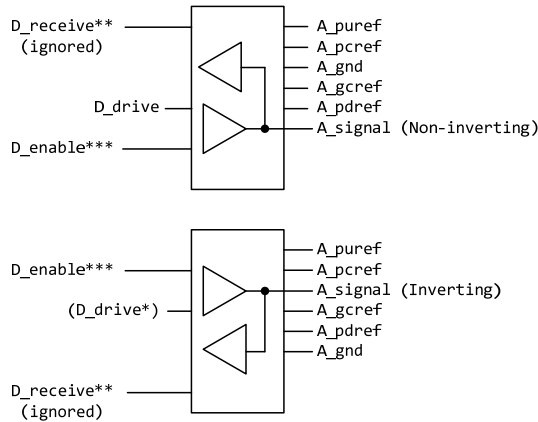 D_receive**
(ignored)
D_drive
D_enable***
A_puref
A_pcref
A_gnd
A_gcref
A_pdref
A_signal (Non-inverting)
D_enable***
(D_drive*)
D_receive**
(ignored)
A_puref
A_pcref
A_signal (Inverting)
A_gcref
A_pdref
A_gnd